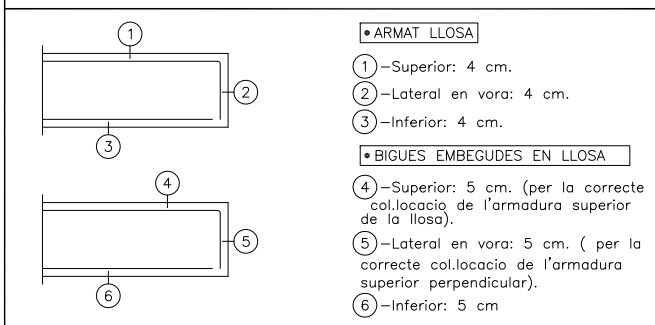 1
2
3
4
5
6
• ARMAT LLOSA
1 -Superior: 4 cm.
2 -Lateral en vora: 4 cm.
3 -Inferior: 4 cm.
• BIGUES EMBEGUDES EN LLOSA
4 -Superior: 5 cm. (per la correcte
col.locacio de l'armadura superior
de la llosa).
5 -Lateral en vora: 5 cm. ( per la
correcte col.locacio de l'armadura
superior perpendicular).
6 -Inferior: 5 cm